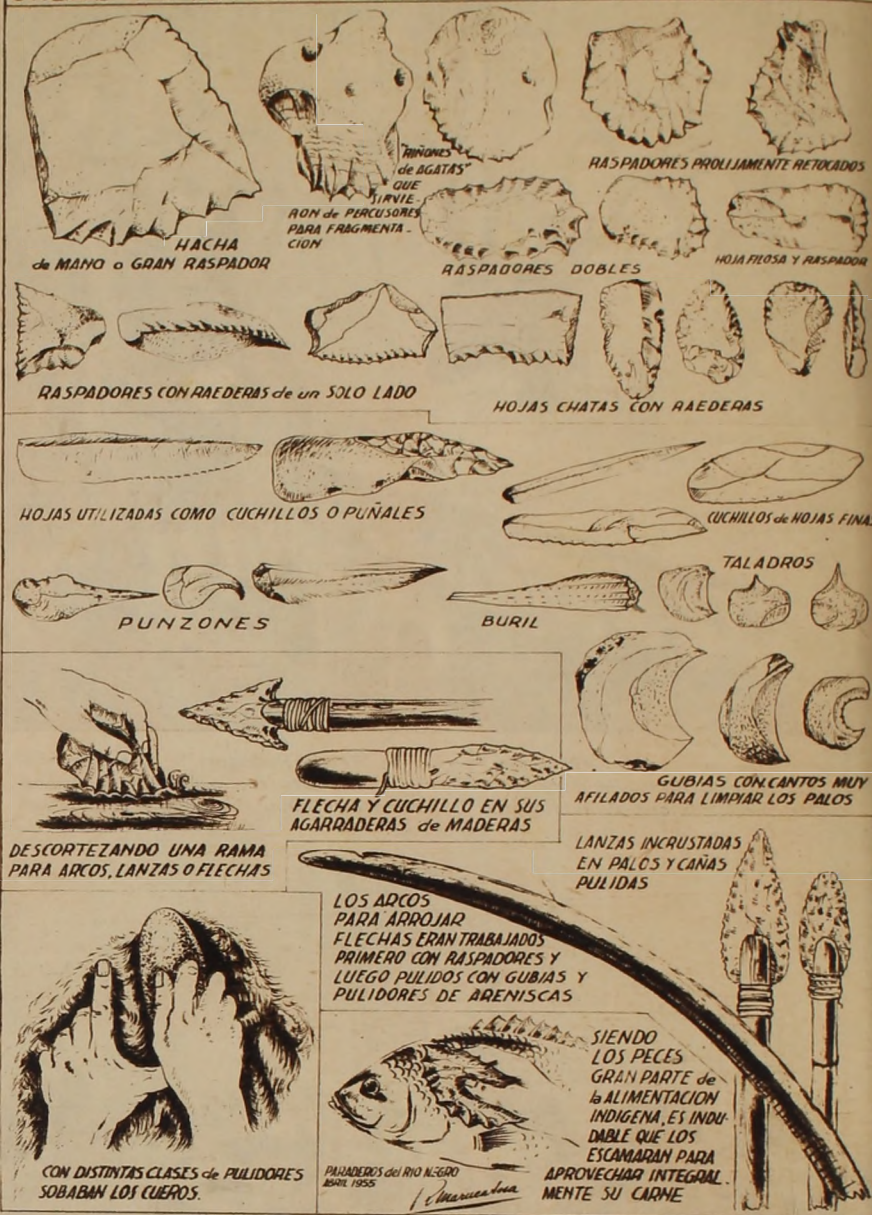 HACHA
de MANO o GRAN RASPADOR
"RIÑONES
de AGATAS"
QUE
SIRVIE-
RON de PERCUSORES
PARA FRAGMENTA-
CION
RASPADORES PROLIJAMENTE RETOCADOS
RASPADORES DOBLES
HOJA FILOSA Y RASPADOR
RASPADORES CON RAEDERAS de un SOLO LADO
HOJAS CHATAS CON RAEDERAS
HOJAS UTILIZADAS COMO CUCHILLOS O PUÑALES
CUCHILLOS de HOJAS FINA
PUNZONES
BURIL
TALADROS
GUBIAS CON CANTOS MUY
AFILADOS PARA LIMPIAR LOS PALOS
FLECHA Y CUCHILLO EN SUS
AGARRADERAS de MADERAS
DESCORTEZANDO UNA RAMA
PARA ARCOS, LANZAS O FLECHAS
LANZAS INCRUSTADAS
EN PALOS Y CAÑAS
PULIDAS
LOS ARCOS
PARA ARROJAR
FLECHAS ERAN TRABAJADOS
PRIMERO CON RASPADORES Y
LUEGO PULIDOS CON GUBIAS Y
PULIDORES DE ARENISCAS
CON DISTINTAS CLASES de PULIDORES
SOBABAN LOS CUEROS.
SIENDO
LOS PECES
GRAN PARTE de
la ALIMENTACION
INDIGENA, ES INDU-
DABLE QUE LOS
ESCAMARAN PARA
APROVECHAR INTEGRAL-
MENTE SU CARNE
PARADEROS del RIO NEGRO
ABRIL 1955